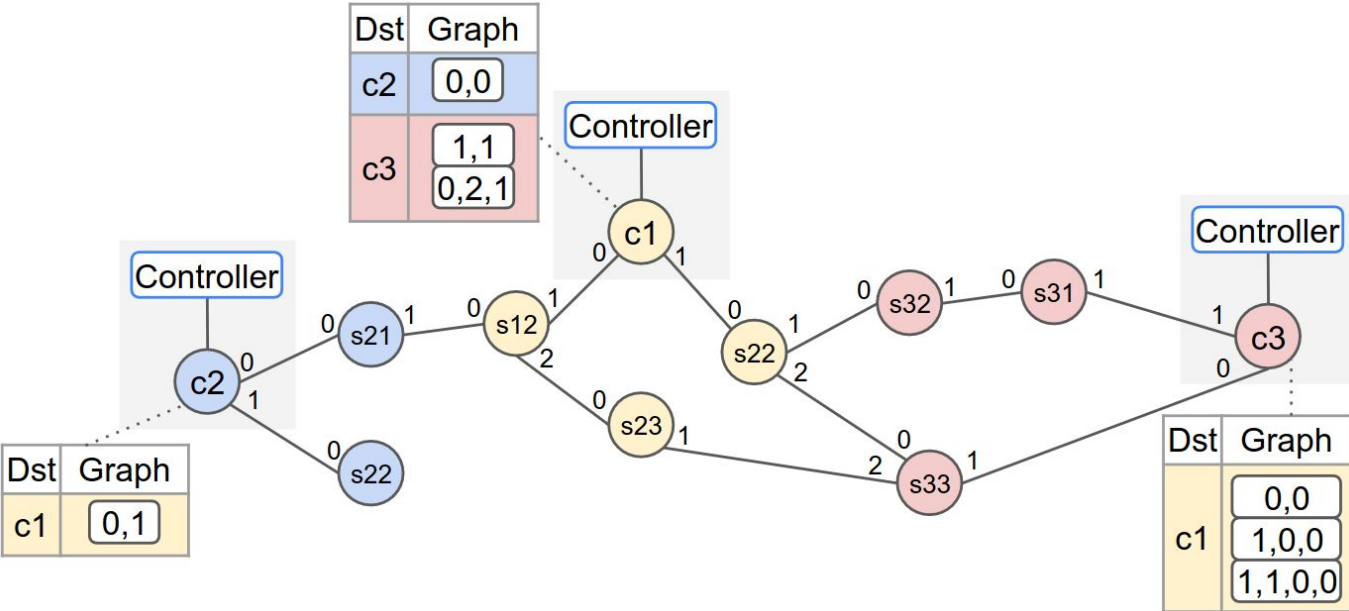 Dst Graph
c2 0,0
c3 1,1
0,2,1
Controller
c1
0 1
Controller
c2
0
1
0 s21 1
0 s22
0 s12 1
2
0 s23 1
0 s22 1
2
0 s32 1
0 s31 1
0
2 s33 1
Controller
1 c3
0
Dst Graph
c1 0,1
Dst Graph
c1 0,0
1,0,0
1,1,0,0